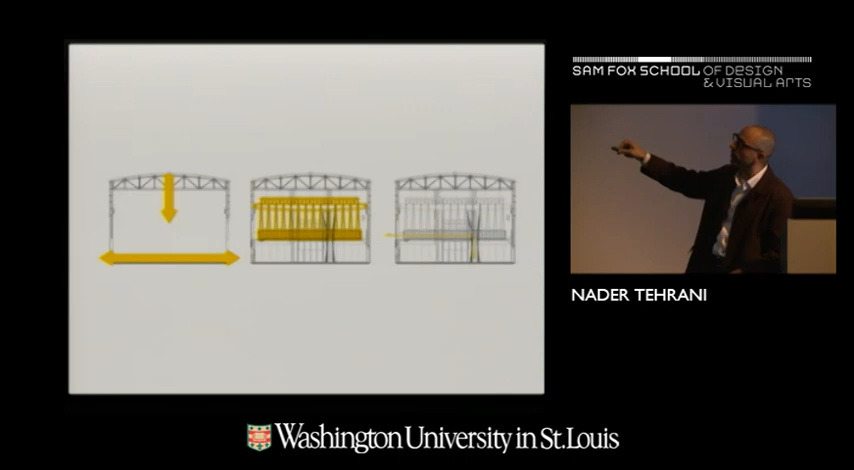 SAM FOX SCHOOL OF DESIGN
& VISUAL ARTS
NADER TEHRANI
Washington University in St. Louis